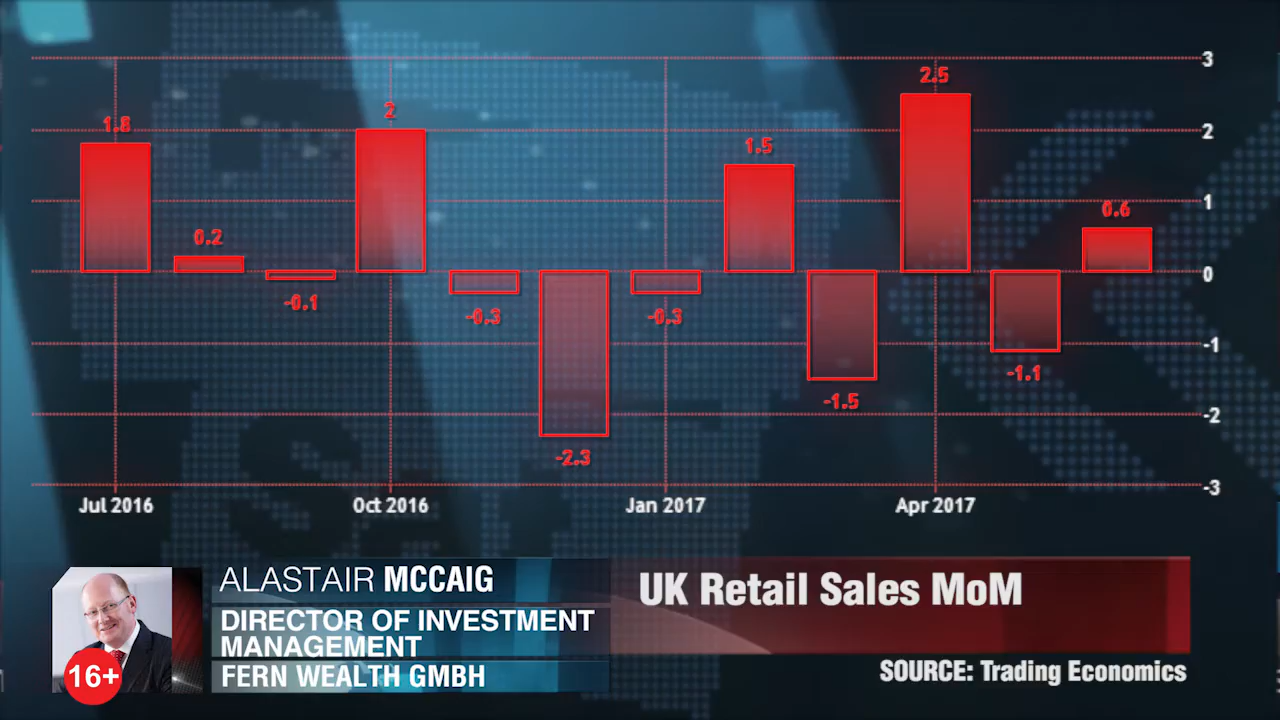 3
2.5
1.8
2
2
1.5
1
0.6
0.2
0
-0.1
-0.3
-0.3
-1
-1.1
-1.5
-2
-2.3
-3
Jul 2016 Oct 2016 Jan 2017 Apr 2017
ALASTAIR MCCAIG
DIRECTOR OF INVESTMENT
MANAGEMENT
FERN WEALTH GMBH
16+
UK Retail Sales MoM
SOURCE: Trading Economics